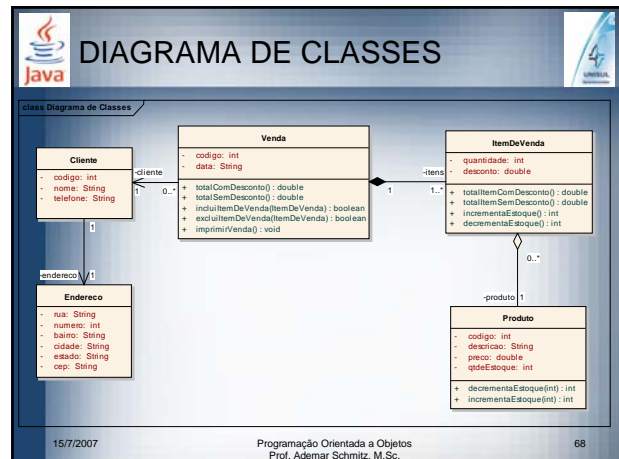 Java
DIAGRAMA DE CLASSES
UNISUL
class Diagrama de Classes
Cliente
- codigo: int
- nome: String
- telefone: String
-cliente
1
0..*
Venda
- codigo: int
- data: String
+ totalComDesconto() : double
+ totalSemDesconto() : double
+ incluiItemDeVenda(ItemDeVenda) : boolean
+ excluiItemDeVenda(ItemDeVenda) : boolean
+ imprimirVenda() : void
1
-itens
1..*
ItemDeVenda
- quantidade: int
- desconto: double
+ totalItemComDesconto() : double
+ totalItemSemDesconto() : double
+ incrementaEstoque() : int
+ decrementaEstoque() : int
1
-endereco
1
Endereco
- rua: String
- numero: int
- bairro: String
- cidade: String
- estado: String
- cep: String
0..*
-produto
1
Produto
- codigo: int
- descricao: String
- preco: double
- qtdeEstoque: int
+ decrementaEstoque(int) : int
+ incrementaEstoque(int) : int
15/7/2007
Programação Orientada a Objetos
Prof. Ademar Schmitz, M.Sc.
68